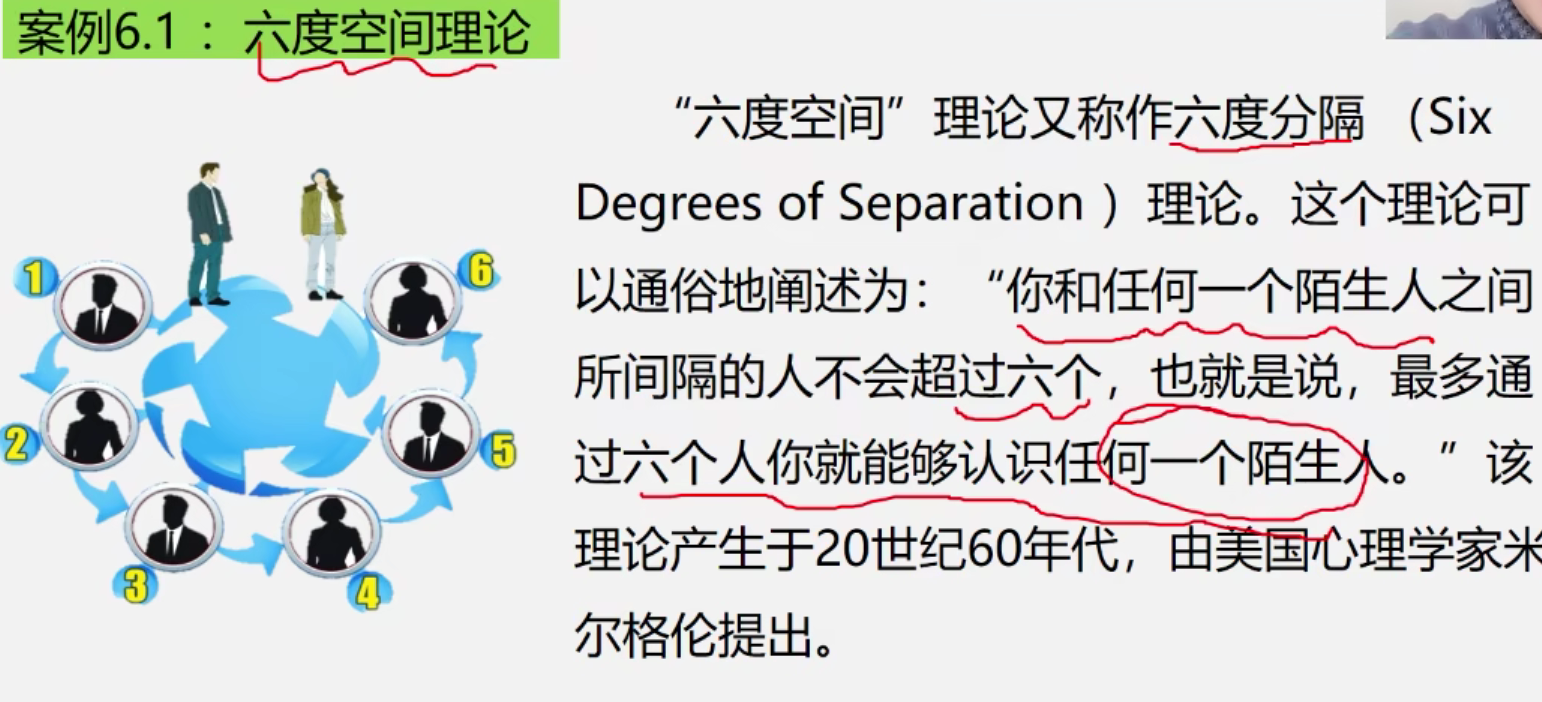 案例6.1：六度空间理论
“六度空间”理论又称作六度分隔 （Six
Degrees of Separation ）理论。这个理论可
以通俗地阐述为：“你和任何一个陌生人之间
所间隔的人不会超过六个，也就是说，最多通
过六个人你就能够认识任何一个陌生人。”该
理论产生于20世纪60年代，由美国心理学家米
尔格伦提出。
1
6
2
5
3
4